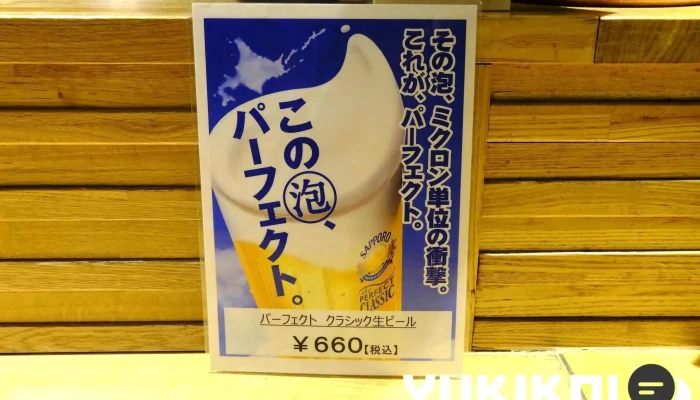 その泡、ミクロン単位の衝撃。
これが、パーフェクト。
この泡、
パーフェクト。
SAPPORO
THE
PERFECT
CLASSIC
パーフェクト クラシック生ビール
￥660【税込】